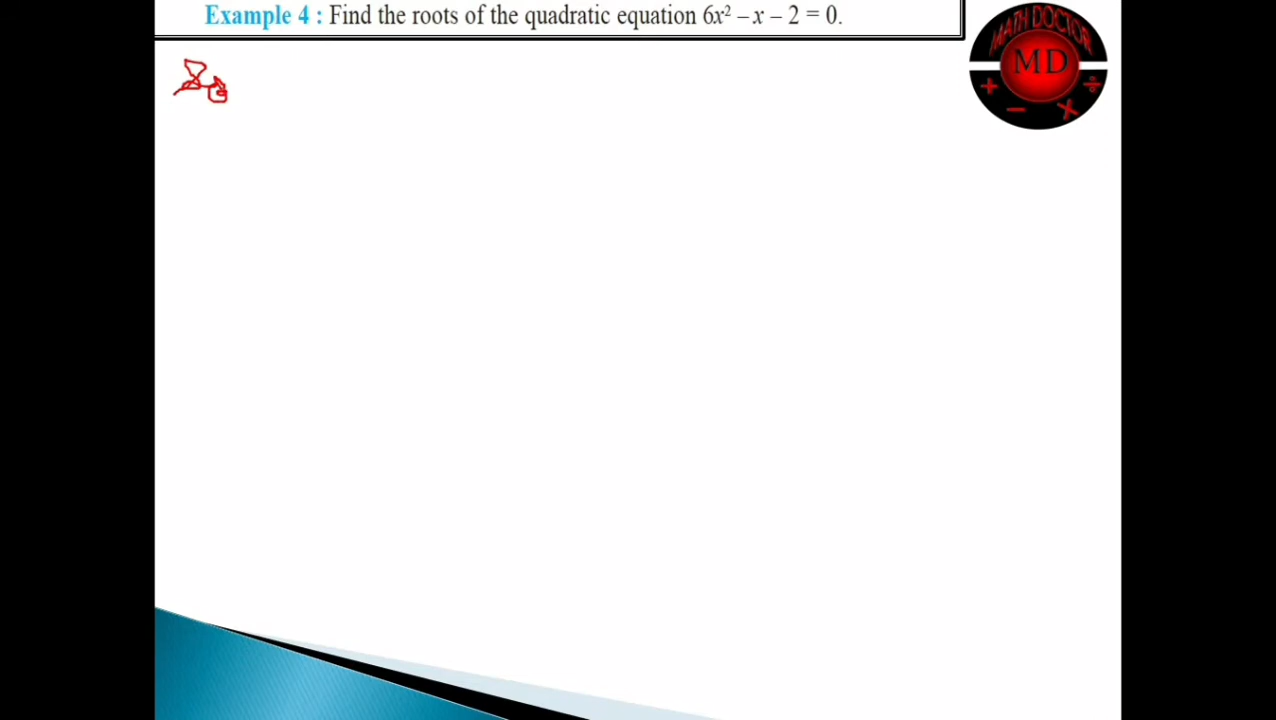 Example 4 : Find the roots of the quadratic equation 6x² – x – 2 = 0.
MATH DOCTOR
MD
+ − × ÷